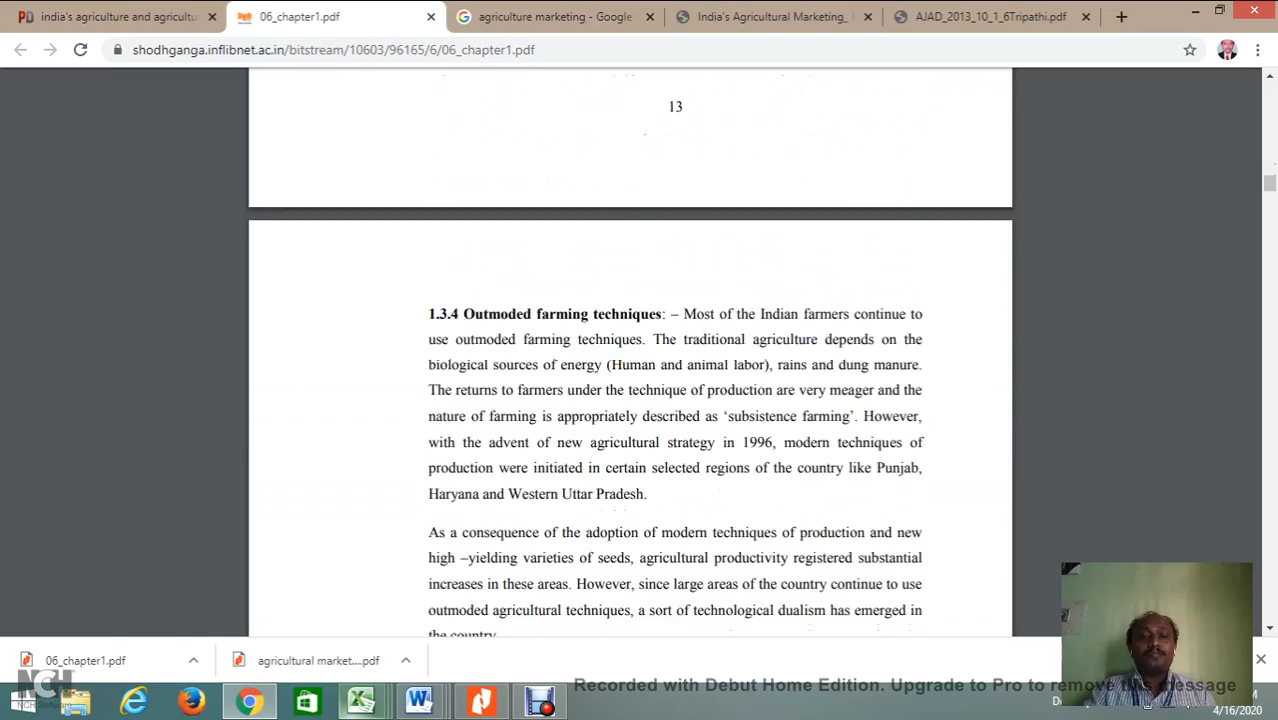 india's agriculture and agricultu
06_chapter1.pdf
agriculture marketing - Google
India's Agricultural Marketing_
AJAD_2013_10_1_6Tripathi.pdf
shodhganga.inflibnet.ac.in/bitstream/10603/96165/6/06_chapter1.pdf
13
1.3.4 Outmoded farming techniques: – Most of the Indian farmers continue to
use outmoded farming techniques. The traditional agriculture depends on the
biological sources of energy (Human and animal labor), rains and dung manure.
The returns to farmers under the technique of production are very meager and the
nature of farming is appropriately described as ‘subsistence farming’. However,
with the advent of new agricultural strategy in 1996, modern techniques of
production were initiated in certain selected regions of the country like Punjab,
Haryana and Western Uttar Pradesh.
As a consequence of the adoption of modern techniques of production and new
high –yielding varieties of seeds, agricultural productivity registered substantial
increases in these areas. However, since large areas of the country continue to use
outmoded agricultural techniques, a sort of technological dualism has emerged in
the country.
06_chapter1.pdf
agricultural market....pdf
NCH
NCH Software
Recorded with Debut Home Edition. Upgrade to Pro to remove this message
4/16/2020